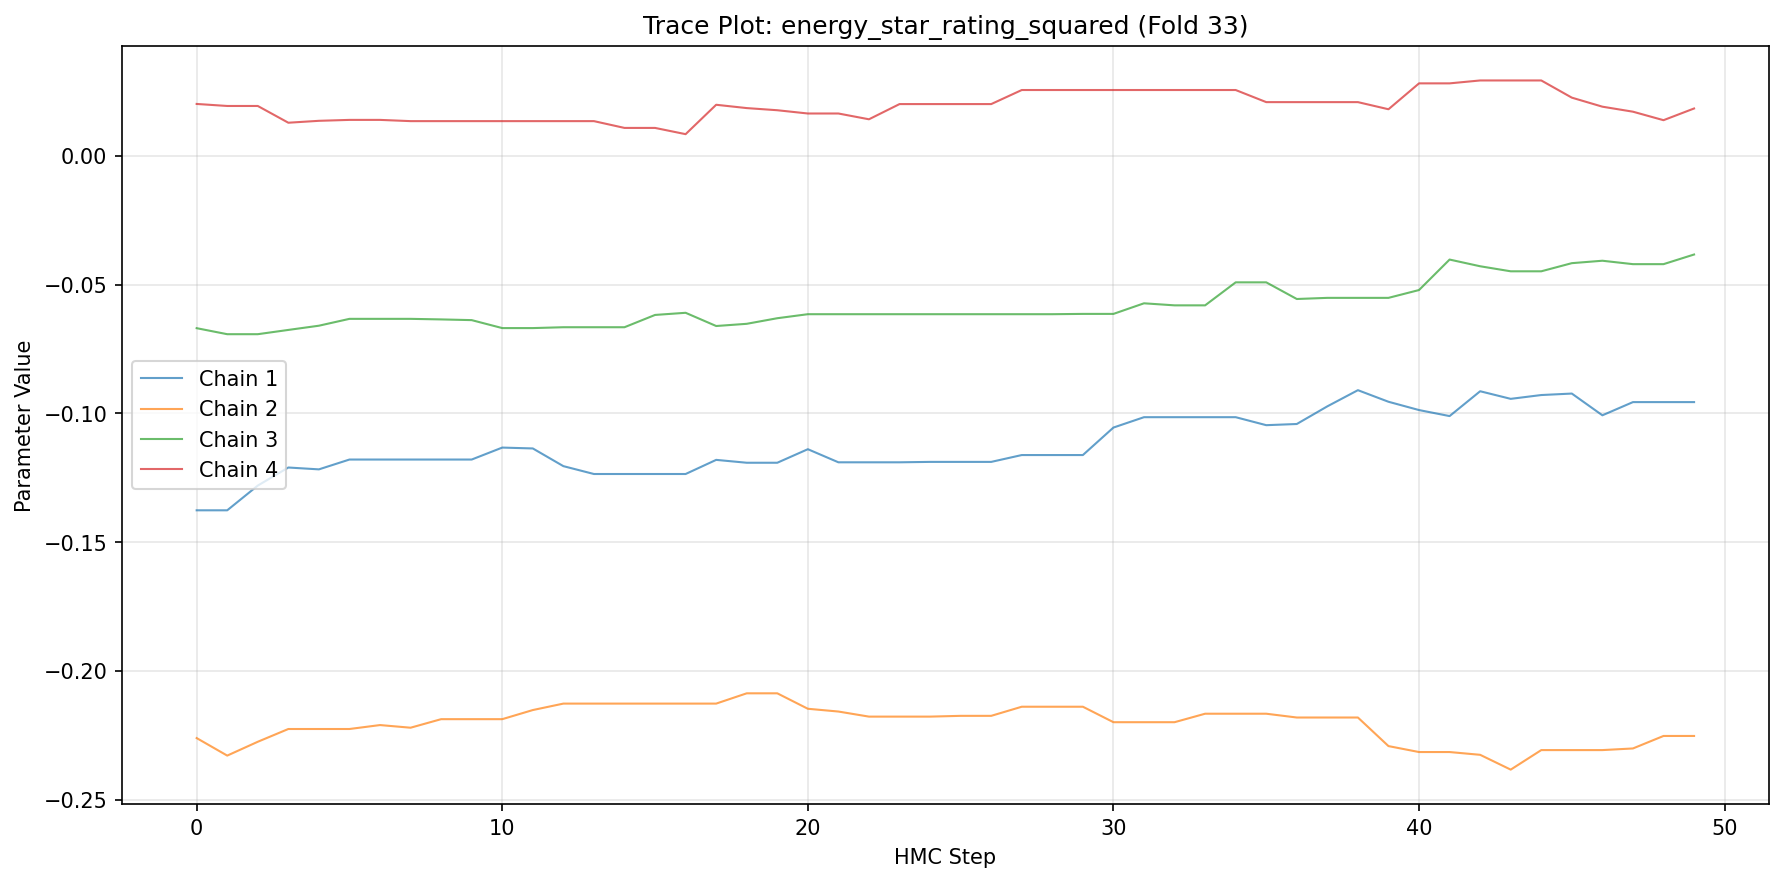 Trace Plot: energy_star_rating_squared (Fold 33)
Parameter Value
0.00
−0.05
−0.10
−0.15
−0.20
−0.25
Chain 1
Chain 2
Chain 3
Chain 4
0 10 20 30 40 50
HMC Step